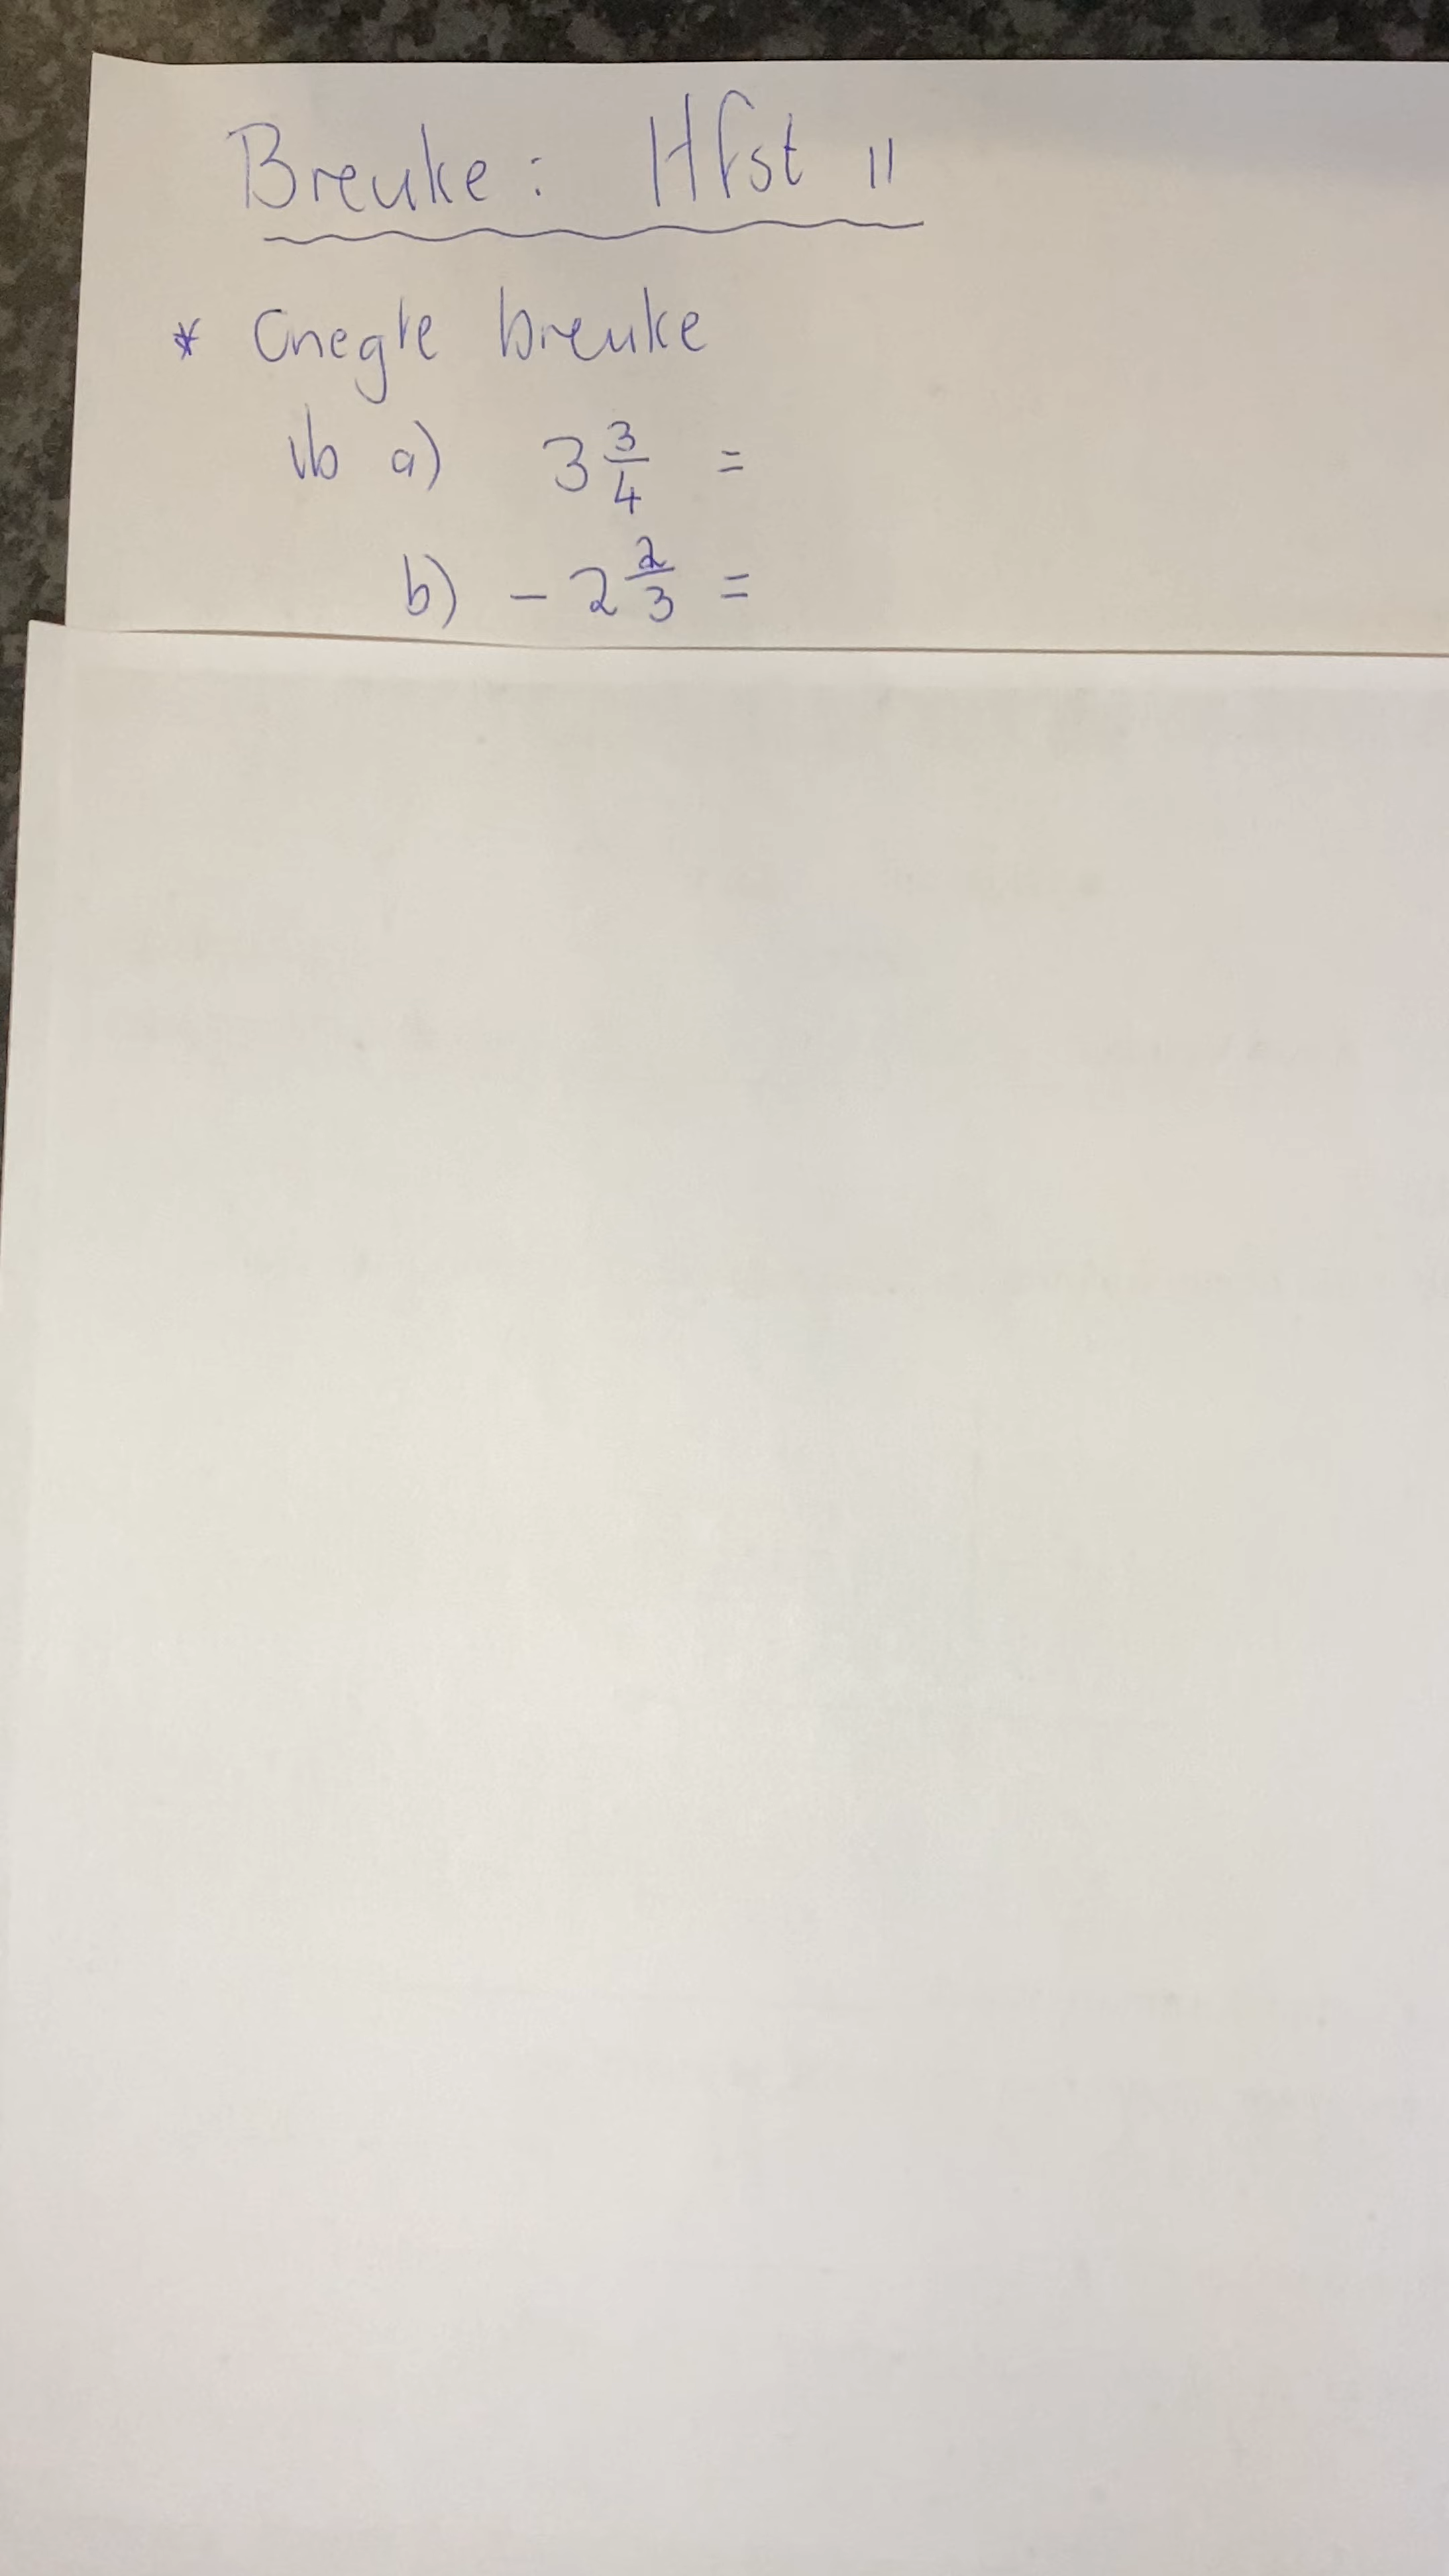 Breuke: Hfst 11
* Onegte breuke
Vb a) 3 3/4 =
b) - 2 2/3 =